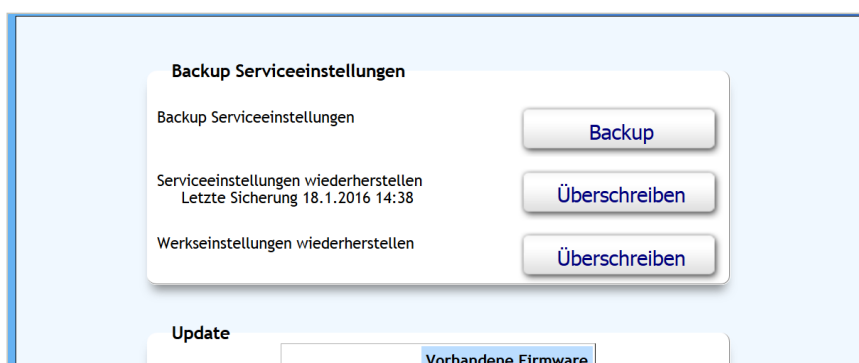 Backup Serviceeinstellungen
Backup Serviceeinstellungen
Backup
Serviceeinstellungen wiederherstellen
Letzte Sicherung 18.1.2016 14:38
Überschreiben
Werkseinstellungen wiederherstellen
Überschreiben
Update
Vorhandene Firmware